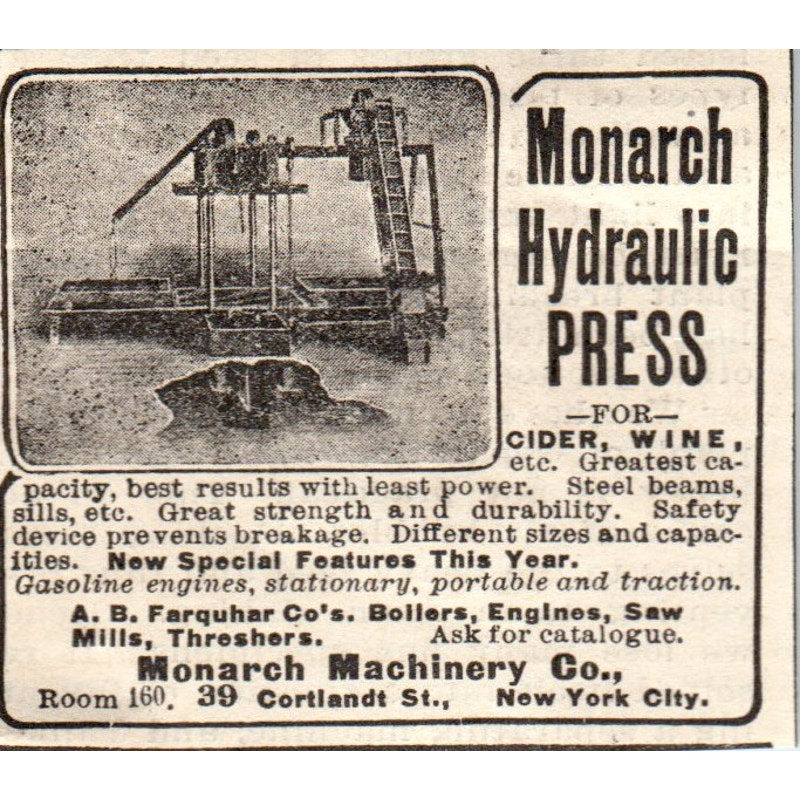 Monarch
Hydraulic
PRESS
—FOR—
CIDER, WINE,
etc. Greatest ca-
pacity, best results with least power. Steel beams,
sills, etc. Great strength and durability. Safety
device prevents breakage. Different sizes and capac-
ities. New Special Features This Year.
Gasoline engines, stationary, portable and traction.
A. B. Farquhar Co's. Boilers, Engines, Saw
Mills, Threshers. Ask for catalogue.
Monarch Machinery Co.,
Room 160. 39 Cortlandt St., New York City.